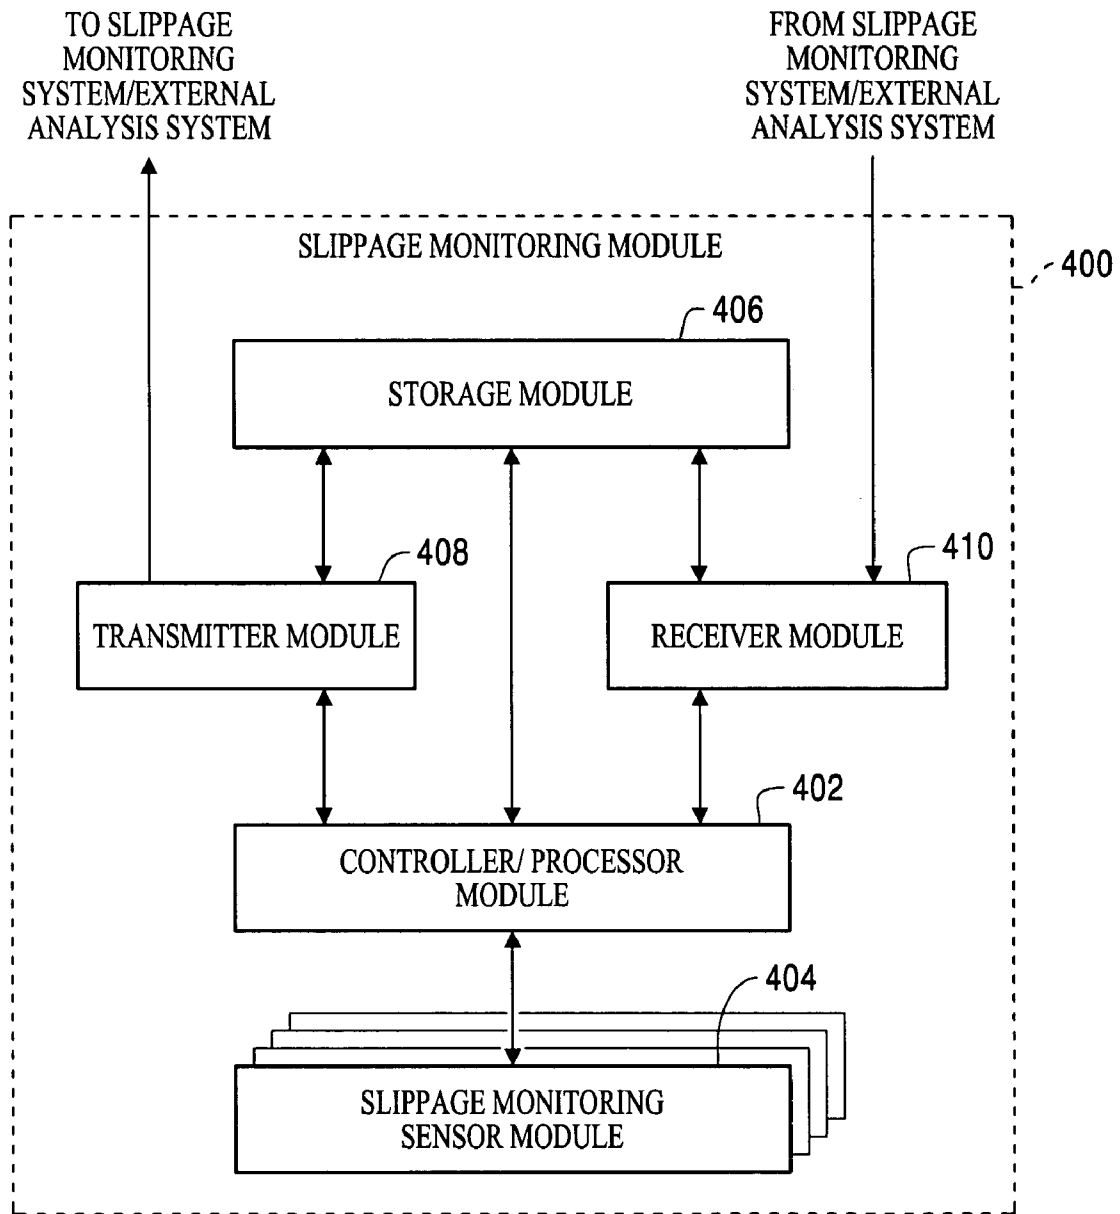 TO SLIPPAGE
MONITORING
SYSTEM/EXTERNAL
ANALYSIS SYSTEM
FROM SLIPPAGE
MONITORING
SYSTEM/EXTERNAL
ANALYSIS SYSTEM
SLIPPAGE MONITORING MODULE
400
406
STORAGE MODULE
408
TRANSMITTER MODULE
410
RECEIVER MODULE
402
CONTROLLER/ PROCESSOR
MODULE
404
SLIPPAGE MONITORING
SENSOR MODULE